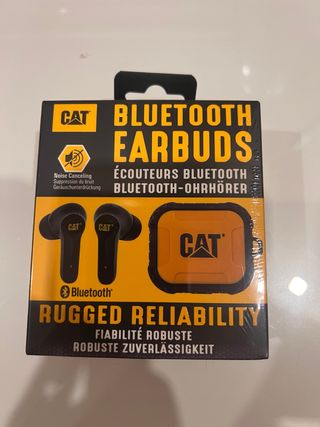 CAT
BLUETOOTH
EARBUDS
ÉCOUTEURS BLUETOOTH
BLUETOOTH-OHRHÖRER
Noise Canceling
Suppression du bruit
Geräuschunterdrückung
CAT
CAT
CAT
Bluetooth®
RUGGED RELIABILITY
FIABILITÉ ROBUSTE
ROBUSTE ZUVERLÄSSIGKEIT